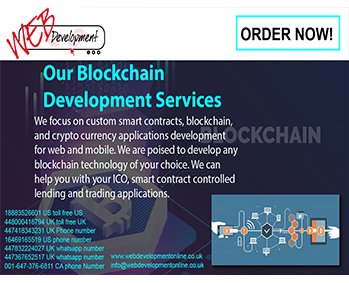 WEB
Development
ORDER NOW!
Our Blockchain
Development Services
We focus on custom smart contracts, blockchain,
and crypto currency applications development
for web and mobile. We are poised to develop any
blockchain technology of your choice. We can
help you with your ICO, smart contract controlled
lending and trading applications.
BLOCKCHAIN
18883526601 US toll free US
448000418794 UK toll free UK
447418343231 UK Phone number
16469165519 US phone number
447832224027 UK whatsapp number
447367652517 UK whatsapp number
001-647-376-6811 CA phone Number
www.webdevelopmentonline.co.uk
info@webdevelopmentonline.co.uk